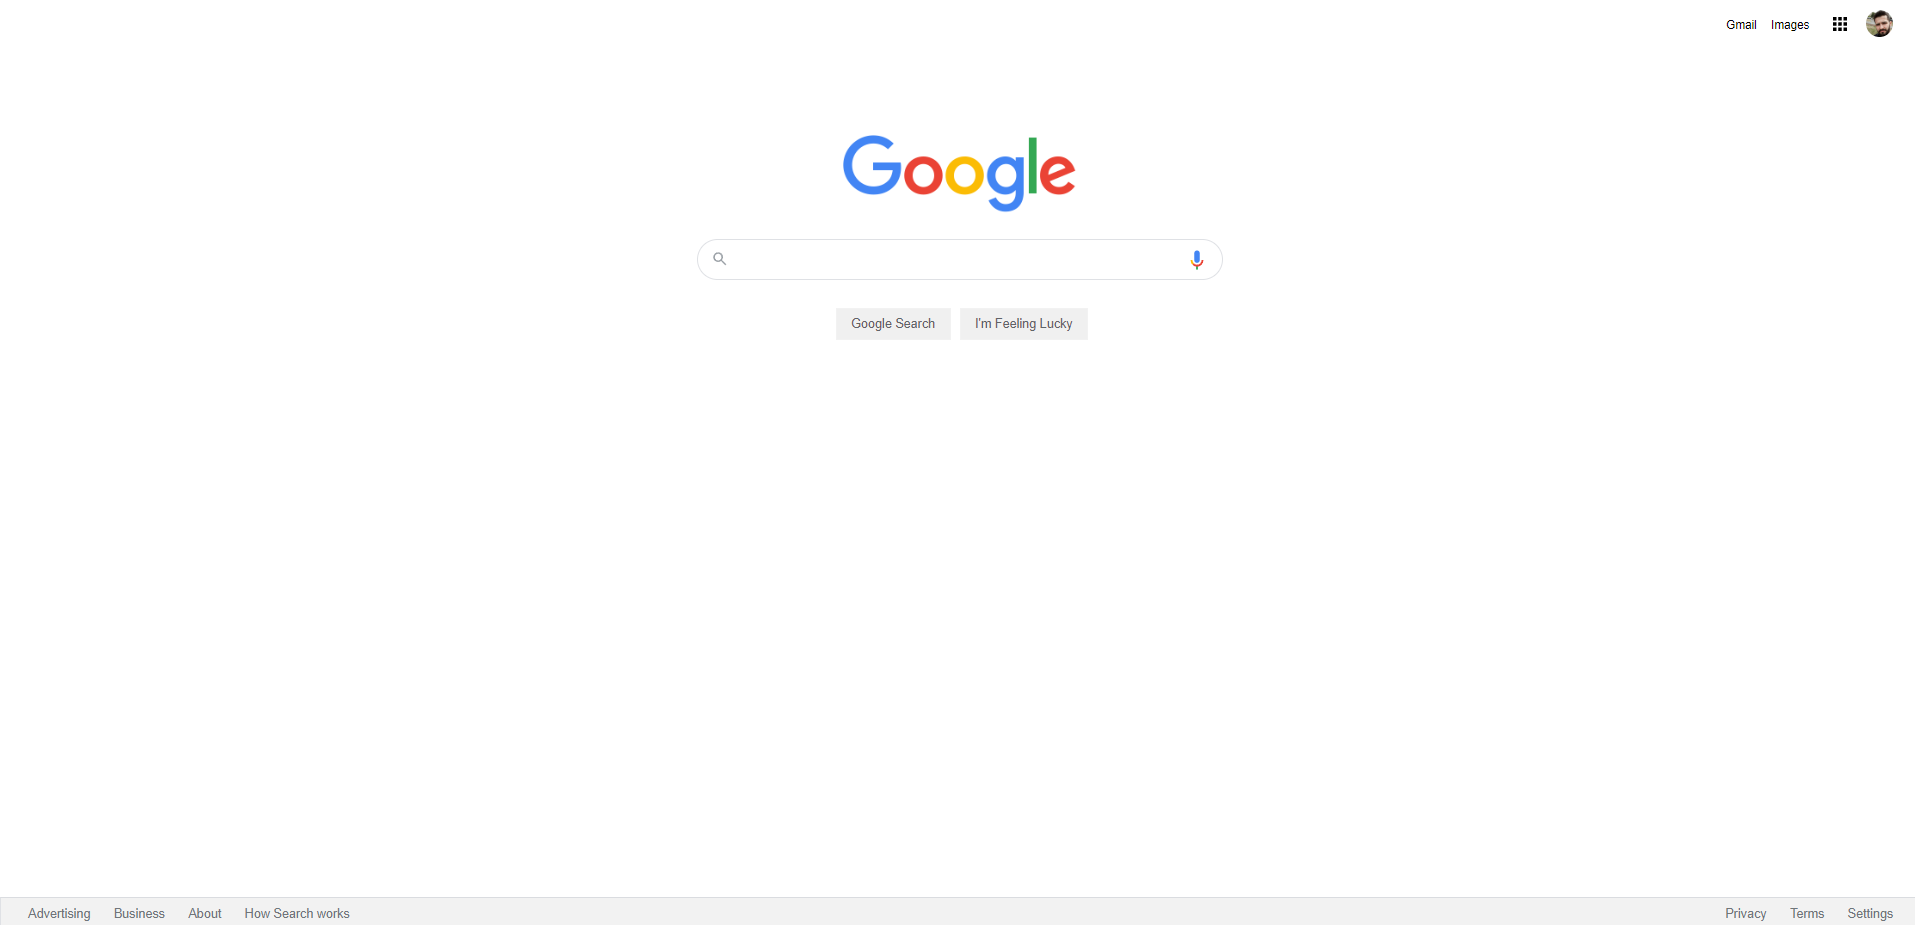 Gmail Images
Google
Google Search I'm Feeling Lucky
Advertising Business About How Search works Privacy Terms Settings